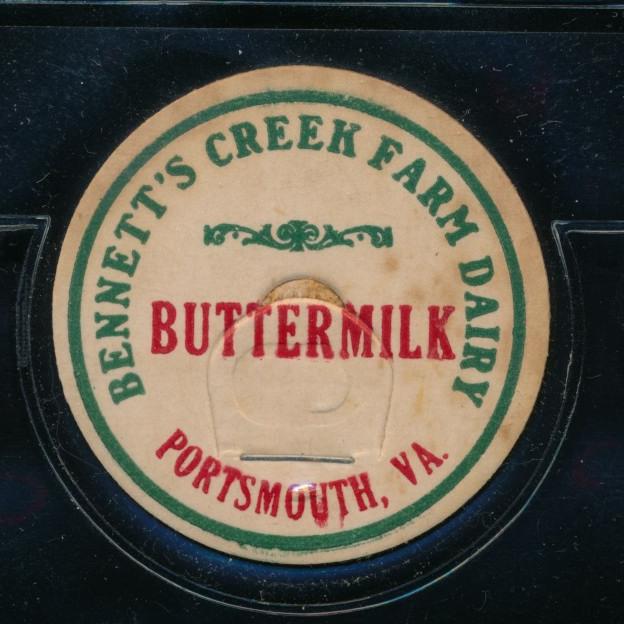 BENNETT'S CREEK FARM DAIRY
BUTTERMILK
PORTSMOUTH, VA.